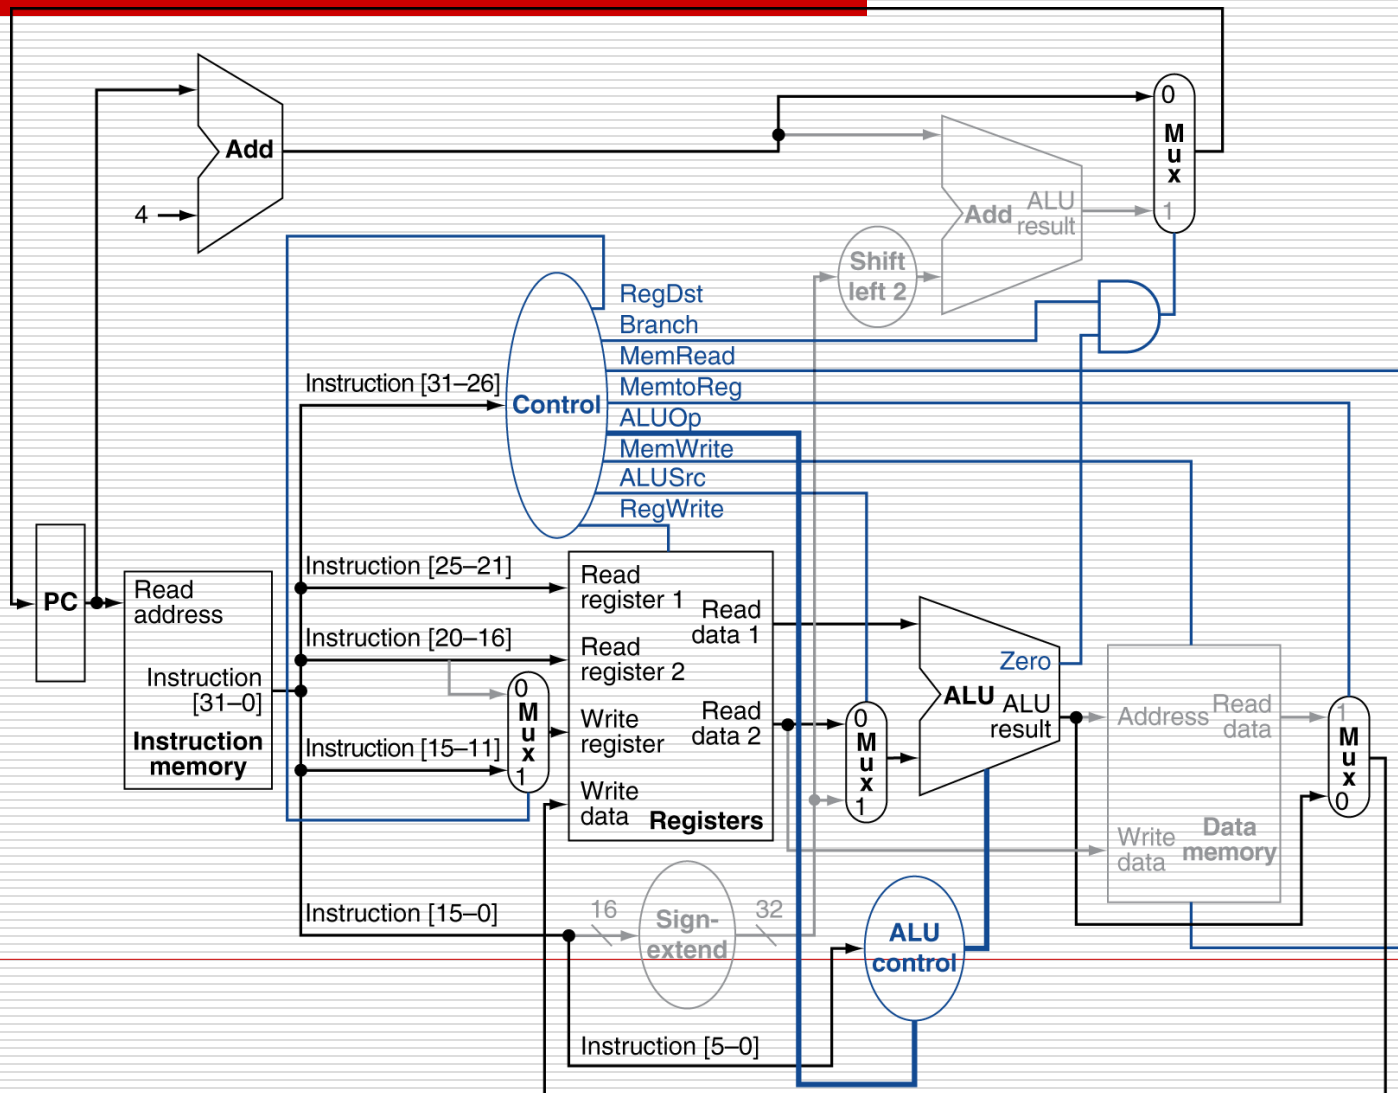 0
M
u
x
1
Add
4
Add
ALU
result
Shift
left 2
RegDst
Branch
MemRead
MemtoReg
ALUOp
MemWrite
ALUSrc
RegWrite
Control
Instruction [31–26]
Instruction [25–21]
Instruction [20–16]
Instruction [15–11]
Instruction [15–0]
PC
Read
address
Instruction
[31–0]
Instruction
memory
0
M
u
x
1
Read
register 1
Read
register 2
Write
register
Write
data
Read
data 1
Read
data 2
Registers
0
M
u
x
1
Zero
ALU
ALU
result
Address
Read
data
Write
data
Data
memory
1
M
u
x
0
16
Sign-
extend
32
ALU
control
Instruction [5–0]